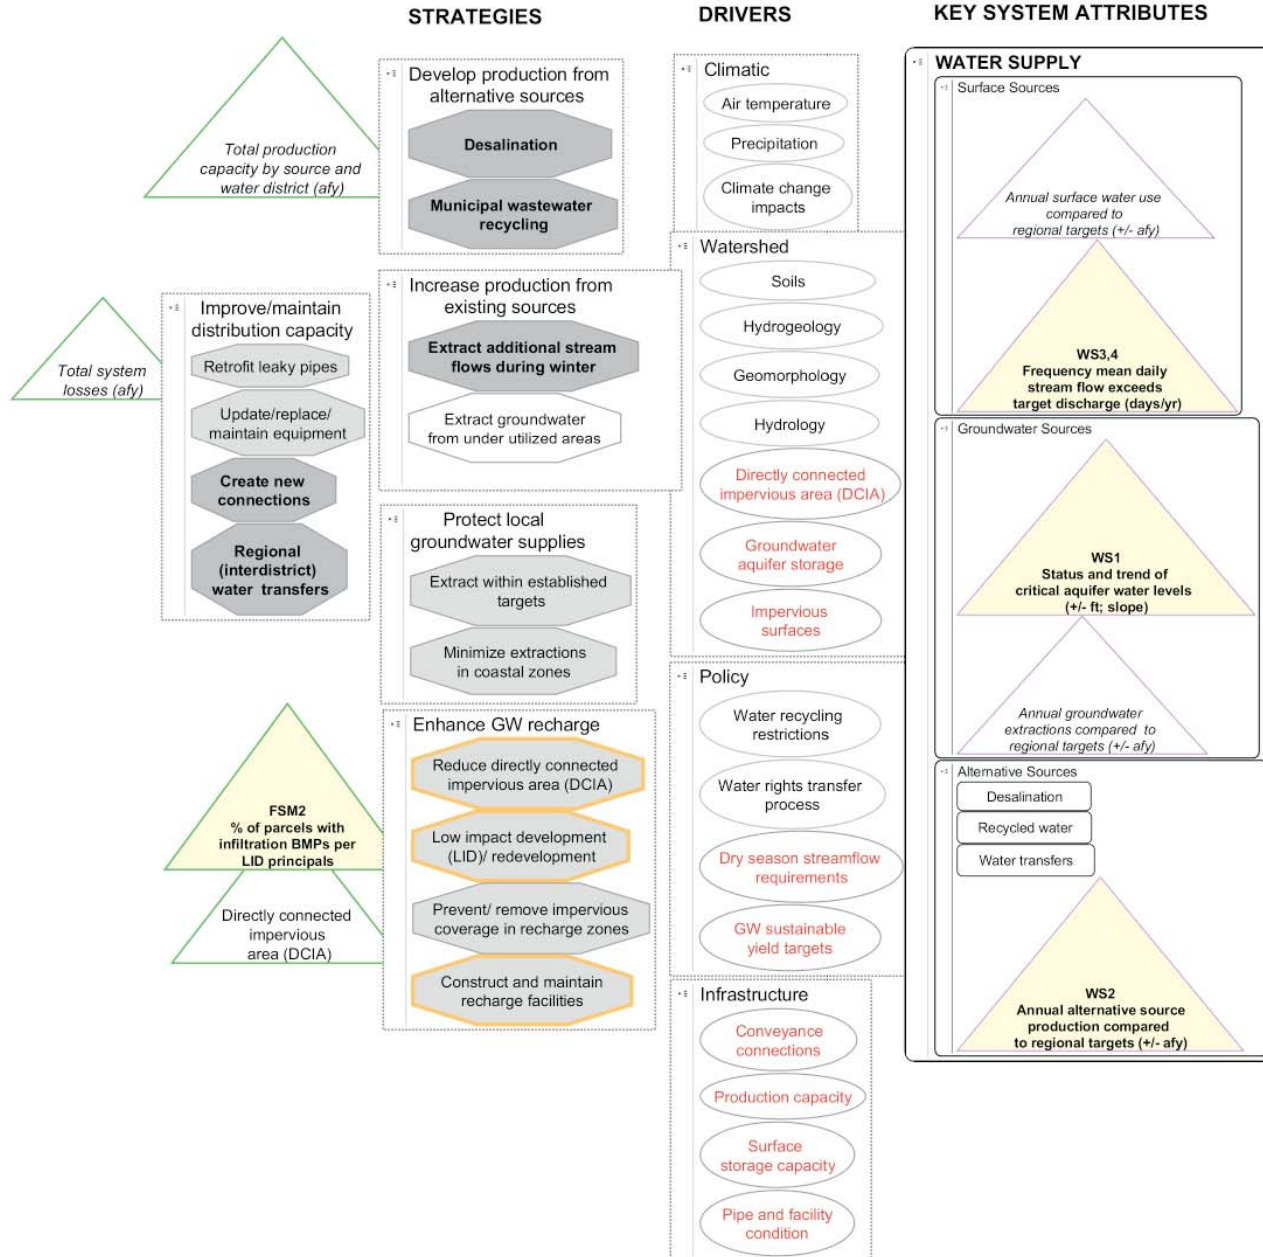 STRATEGIES
DRIVERS
KEY SYSTEM ATTRIBUTES
Total production
capacity by source and
water district (afy)
Develop production from
alternative sources
Desalination
Municipal wastewater
recycling
Total system
losses (afy)
Improve/maintain
distribution capacity
Retrofit leaky pipes
Update/replace/
maintain equipment
Create new
connections
Regional
(interdistrict)
water transfers
Increase production from
existing sources
Extract additional stream
flows during winter
Extract groundwater
from under utilized areas
Protect local
groundwater supplies
Extract within established
targets
Minimize extractions
in coastal zones
FSM2
% of parcels with
infiltration BMPs per
LID principals
Directly connected
impervious
area (DCIA)
Enhance GW recharge
Reduce directly connected
impervious area (DCIA)
Low impact development
(LID)/ redevelopment
Prevent/ remove impervious
coverage in recharge zones
Construct and maintain
recharge facilities
Climatic
Air temperature
Precipitation
Climate change
impacts
Watershed
Soils
Hydrogeology
Geomorphology
Hydrology
Directly connected
impervious area (DCIA)
Groundwater
aquifer storage
Impervious
surfaces
Policy
Water recycling
restrictions
Water rights transfer
process
Dry season streamflow
requirements
GW sustainable
yield targets
Infrastructure
Conveyance
connections
Production capacity
Surface
storage capacity
Pipe and facility
condition
WATER SUPPLY
Surface Sources
Annual surface water use
compared to
regional targets (+/- afy)
WS3,4
Frequency mean daily
stream flow exceeds
target discharge (days/yr)
Groundwater Sources
WS1
Status and trend of
critical aquifer water levels
(+/- ft; slope)
Annual groundwater
extractions compared to
regional targets (+/- afy)
Alternative Sources
Desalination
Recycled water
Water transfers
WS2
Annual alternative source
production compared
to regional targets (+/- afy)